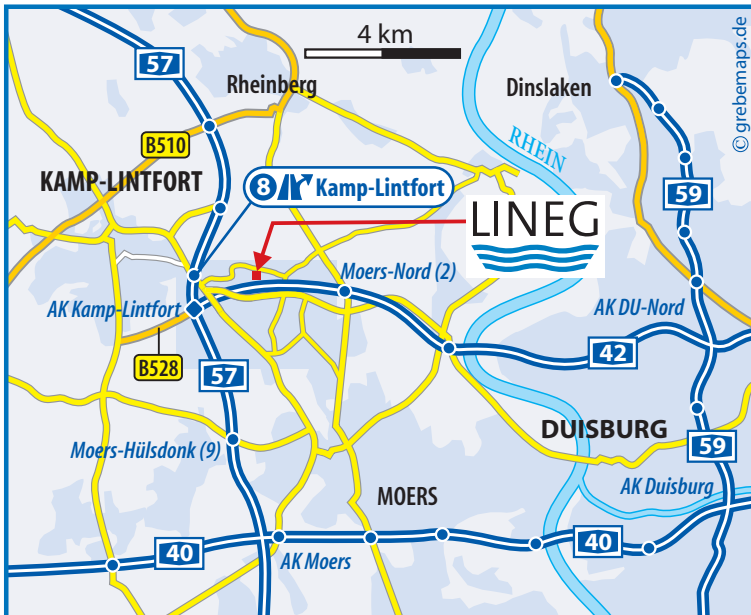 4 km
57
© grebemaps.de
Rheinberg
Dinslaken
B510
RHEIN
KAMP-LINTFORT
8 Kamp-Lintfort
59
LINEG
Moers-Nord (2)
AK Kamp-Lintfort
AK DU-Nord
42
B528
57
DUISBURG
59
Moers-Hülsdonk (9)
AK Duisburg
MOERS
40
AK Moers
40